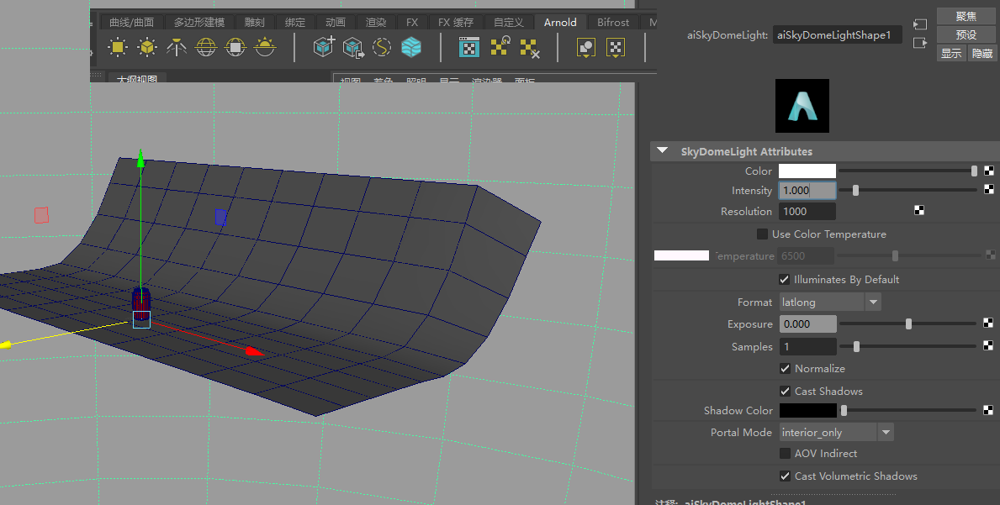 曲线/曲面 多边形建模 雕刻 绑定 动画 渲染 FX FX 缓存 自定义 Arnold Bifrost M
大纲视图
视图 着色 照明 显示 渲染器 面板
aiSkyDomeLight: aiSkyDomeLightShape1
聚焦
预设
显示 隐藏
SkyDomeLight Attributes
Color
Intensity 1.000
Resolution 1000
Use Color Temperature
Temperature 6500
Illuminates By Default
Format latlong
Exposure 0.000
Samples 1
Normalize
Cast Shadows
Shadow Color
Portal Mode interior_only
AOV Indirect
Cast Volumetric Shadows
注释: aiSkyDomeLightShape1